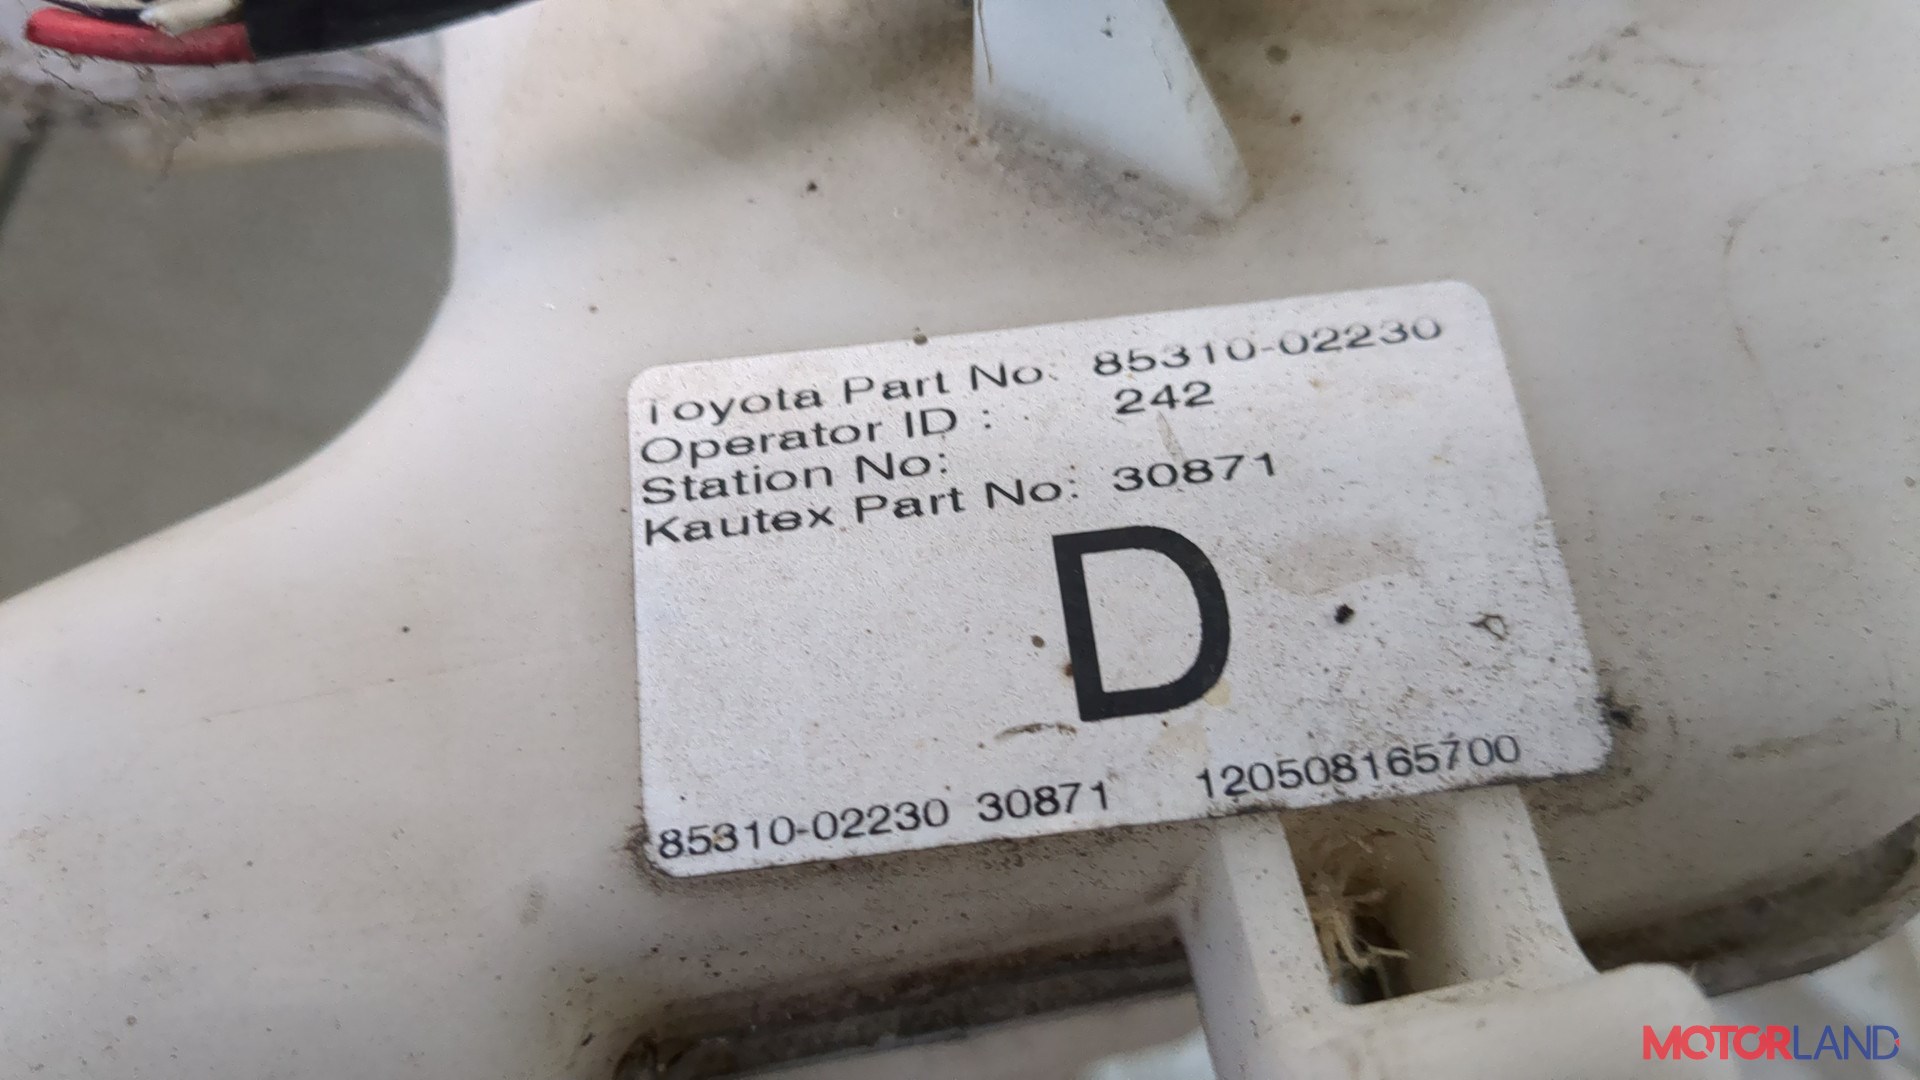 Toyota Part No: 85310-02230
Operator ID : 242
Station No:
Kautex Part No: 30871
D
85310-02230 30871 120508165700
MOTORLAND